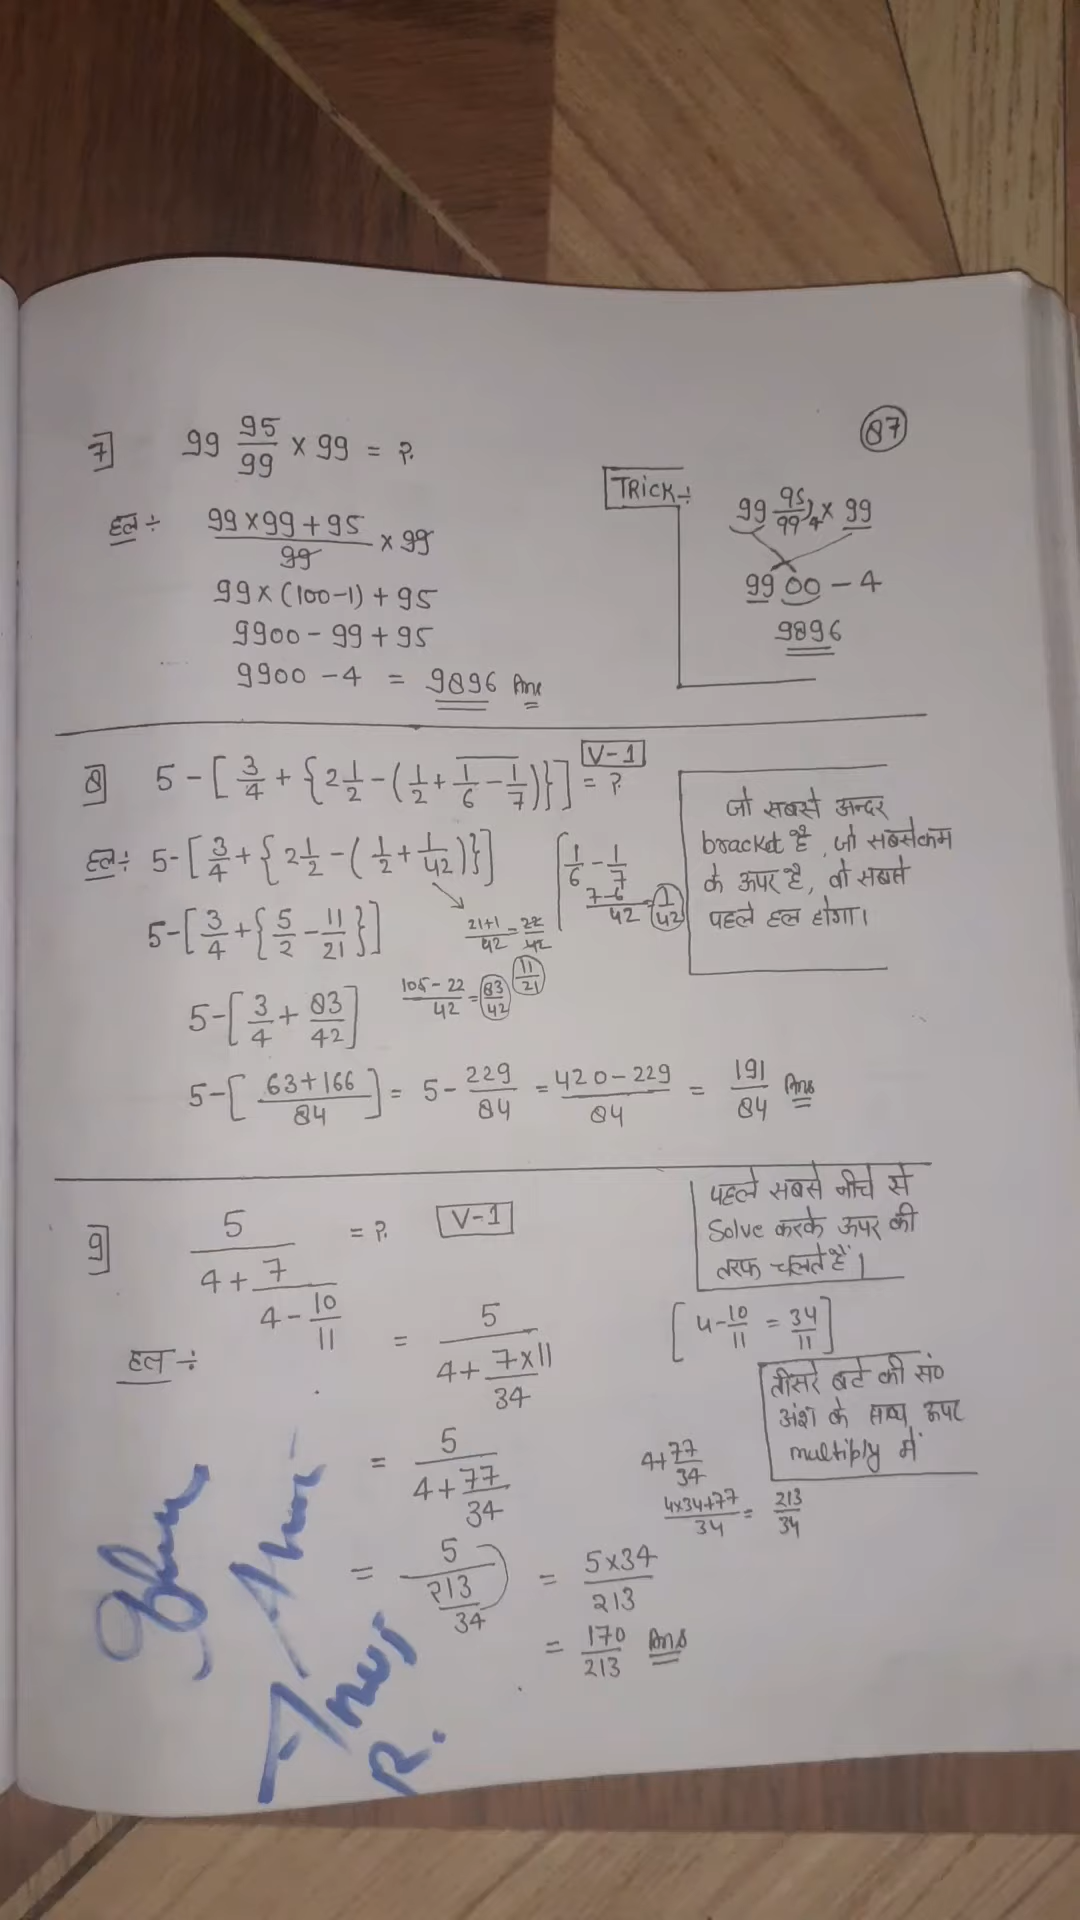 87
7] 99 95/99 × 99 = ?
हल ÷ (99×99+95)/99 × 99
99×(100-1)+95
9900-99+95
9900-4 = 9896 Ans
TRICK ÷
99 95/99 4 × 99
9900-4
9896
8] 5-[3/4+{2 1/2-(1/2+1/6-1/7)}] = ? V-1
हल ÷ 5-[3/4+{2 1/2-(1/2+1/42)}]
1/6-1/7
(7-6)/42 = 1/42
5-[3/4+{5/2-11/21}]
(21+1)/42 = 22/42
11/21
5-[3/4+83/42]
(105-22)/42 = 83/42
5-[(63+166)/84] = 5-229/84 = (420-229)/84 = 191/84 Ans
जो सबसे अन्दर
bracket है, जो सबसे कम
के ऊपर है, वो सबसे
पहले हल होगा।
9] 5/(4+7/(4-10/11)) = ? V-1
पहले सबसे नीचे से
Solve करके ऊपर की
तरफ चलते हैं।
हल ÷ = 5/(4+(7×11)/34)
[4-10/11 = 34/11]
तीसरे बटे की सं०
अंश के साथ ऊपर
multiply में
= 5/(4+77/34)
4+77/34
(4×34+77)/34 = 213/34
= 5/(213/34) = (5×34)/213
= 170/213 Ans
R.